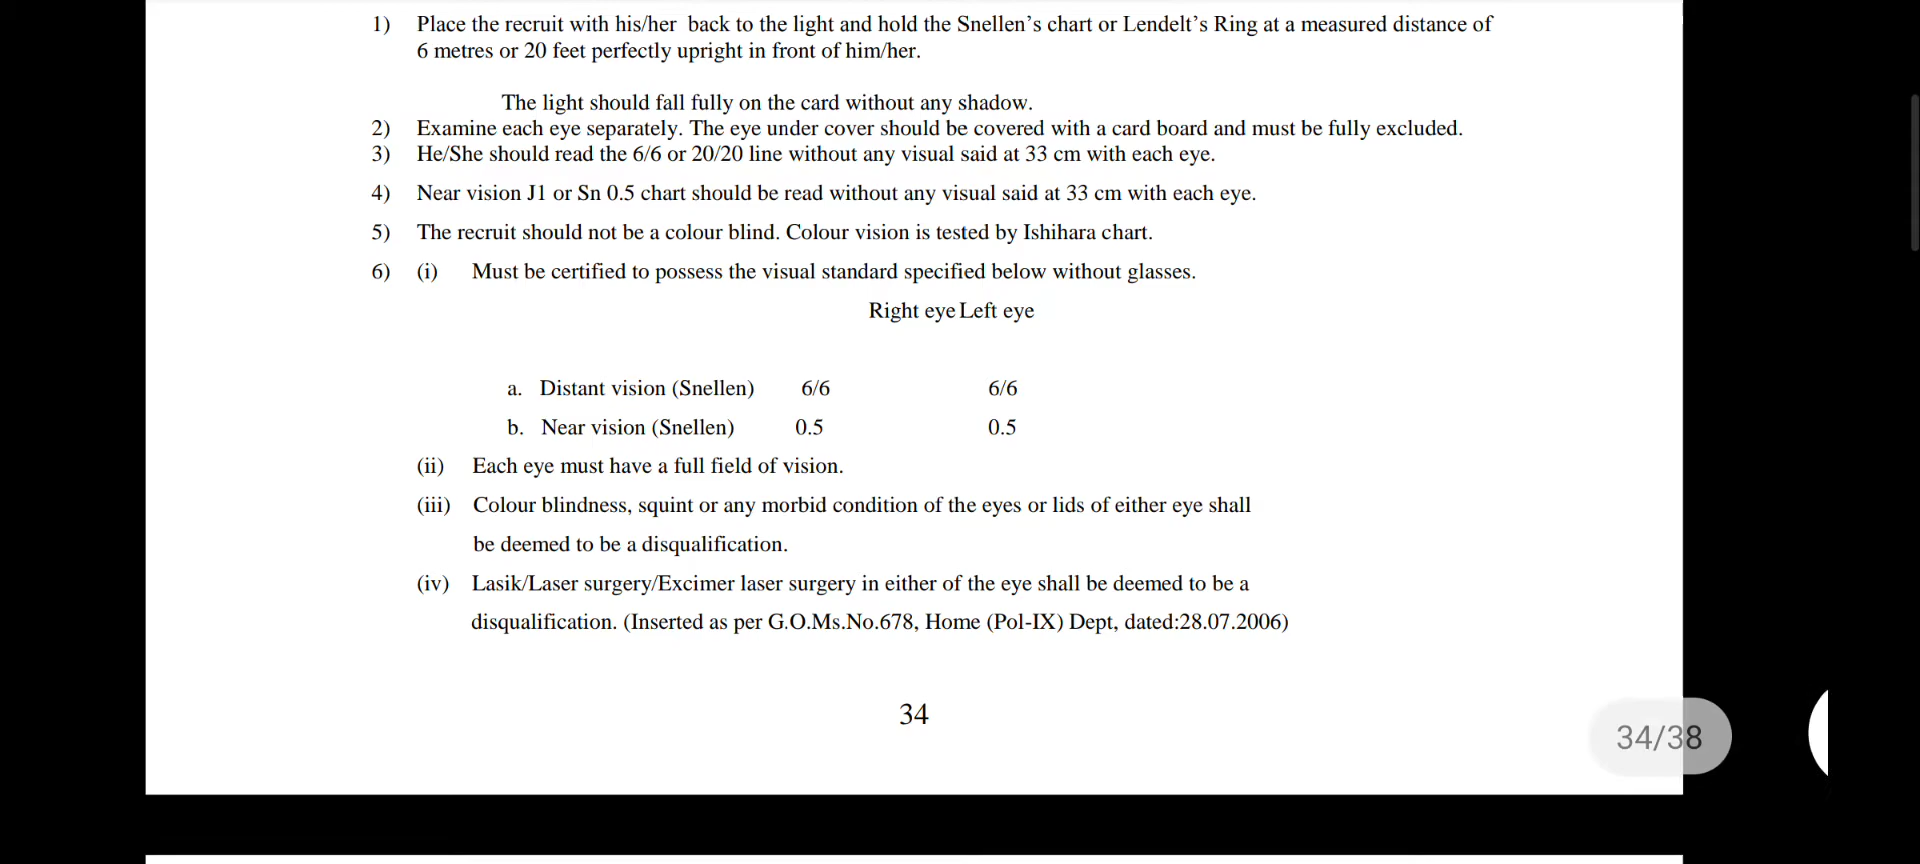 1) Place the recruit with his/her back to the light and hold the Snellen’s chart or Lendelt’s Ring at a measured distance of
6 metres or 20 feet perfectly upright in front of him/her.
The light should fall fully on the card without any shadow.
2) Examine each eye separately. The eye under cover should be covered with a card board and must be fully excluded.
3) He/She should read the 6/6 or 20/20 line without any visual said at 33 cm with each eye.
4) Near vision J1 or Sn 0.5 chart should be read without any visual said at 33 cm with each eye.
5) The recruit should not be a colour blind. Colour vision is tested by Ishihara chart.
6) (i) Must be certified to possess the visual standard specified below without glasses.
Right eye Left eye
a. Distant vision (Snellen) 6/6 6/6
b. Near vision (Snellen) 0.5 0.5
(ii) Each eye must have a full field of vision.
(iii) Colour blindness, squint or any morbid condition of the eyes or lids of either eye shall
be deemed to be a disqualification.
(iv) Lasik/Laser surgery/Excimer laser surgery in either of the eye shall be deemed to be a
disqualification. (Inserted as per G.O.Ms.No.678, Home (Pol-IX) Dept, dated:28.07.2006)
34
34/38